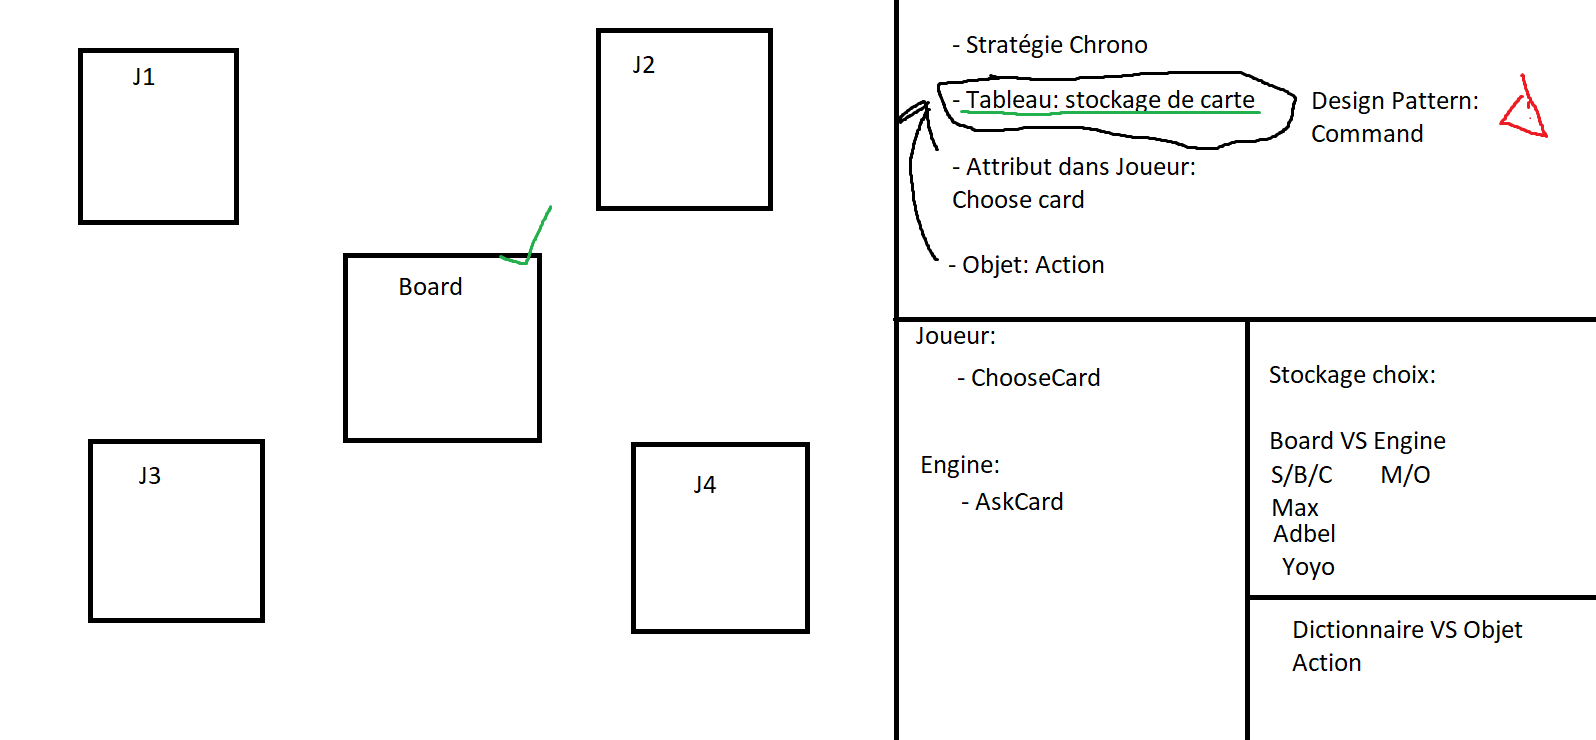 J1
J2
Board
J3
J4
- Stratégie Chrono
- Tableau: stockage de carte
Design Pattern:
Command
- Attribut dans Joueur:
Choose card
- Objet: Action
Joueur:
- ChooseCard
Engine:
- AskCard
Stockage choix:
Board VS Engine
S/B/C M/O
Max
Adbel
Yoyo
Dictionnaire VS Objet
Action